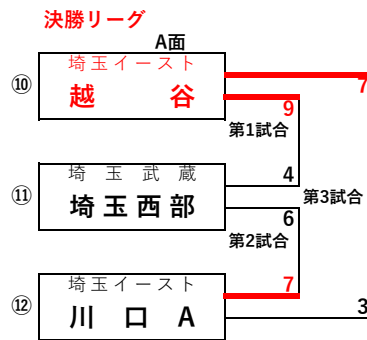 決勝リーグ
A面
⑩
埼玉イースト
越 谷
7
9
第1試合
⑪
埼玉武蔵
埼玉西部
4
第3試合
6
第2試合
⑫
埼玉イースト
川口A
7
3